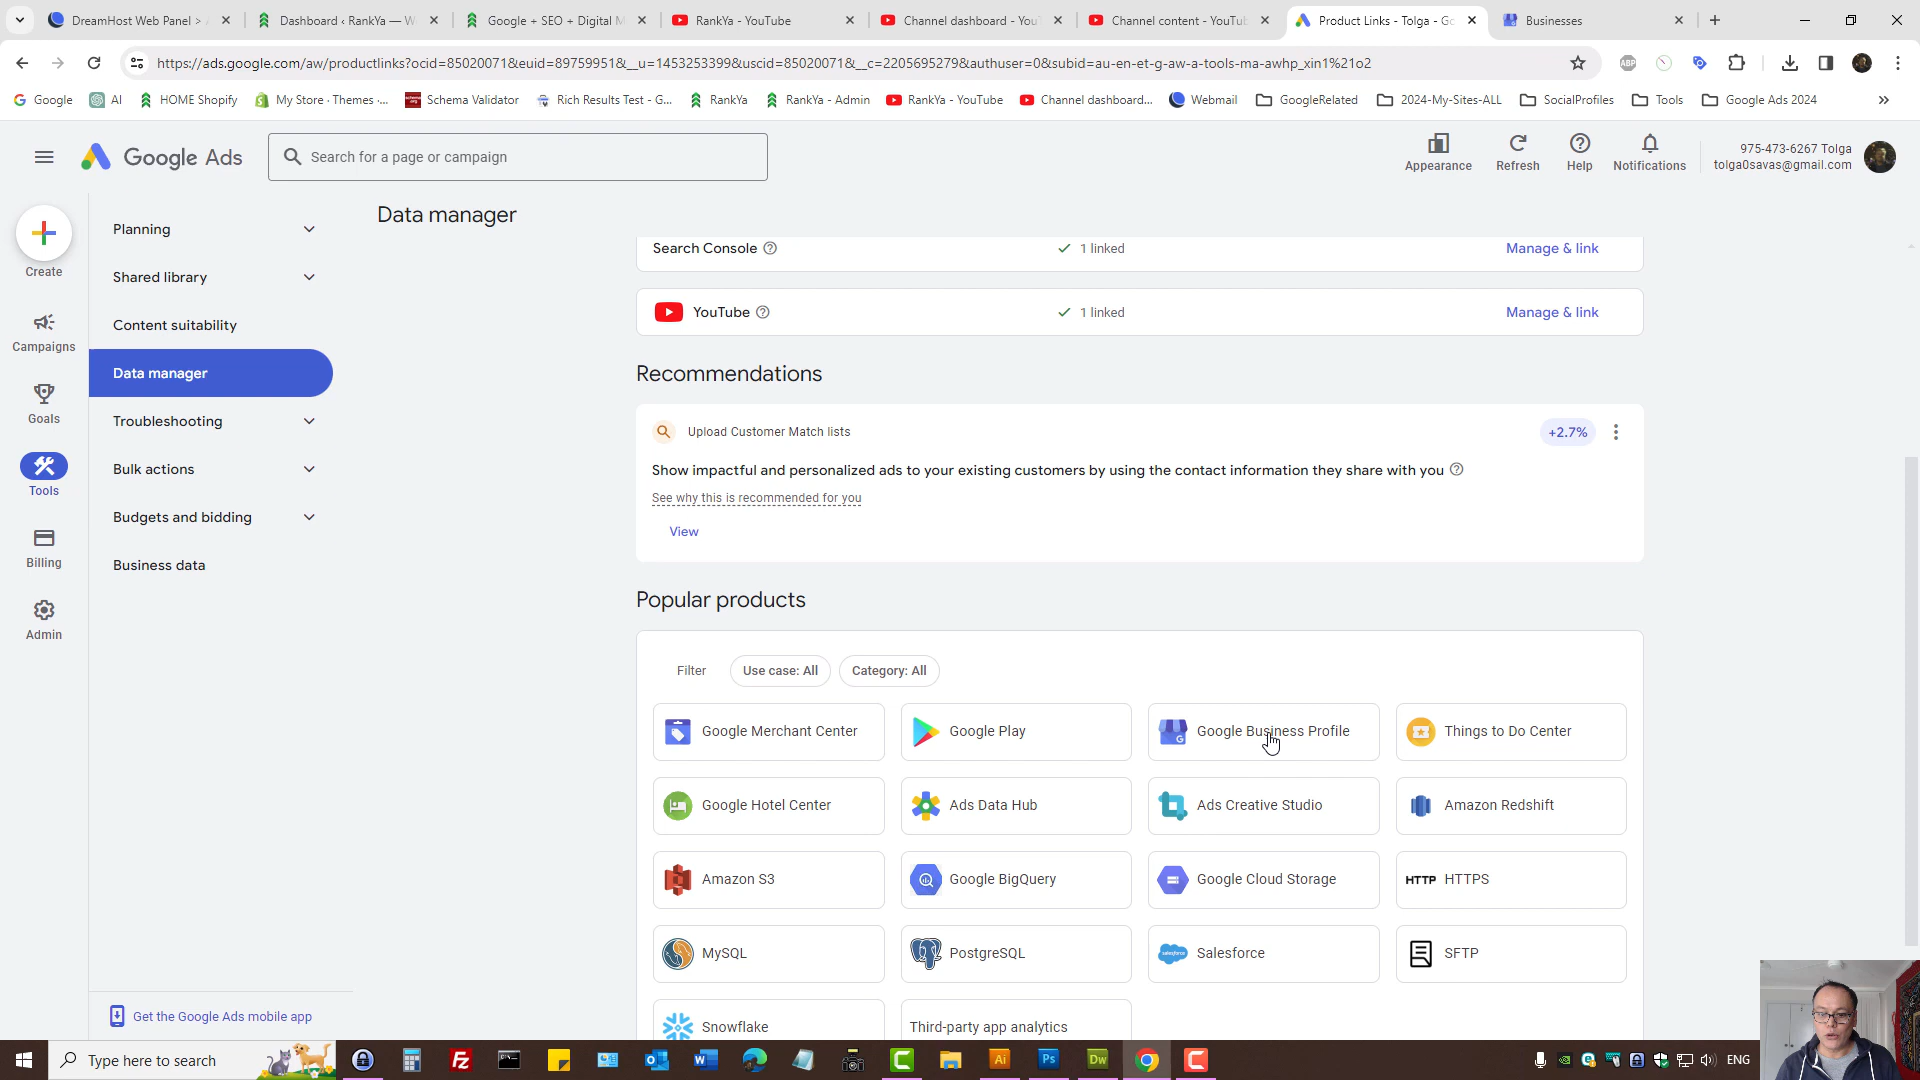 DreamHost Web Panel >
Dashboard ‹ RankYa — W
Google + SEO + Digital M
RankYa - YouTube
Channel dashboard - You
Channel content - YouTub
Product Links - Tolga - Go
Businesses
https://ads.google.com/aw/productlinks?ocid=85020071&euid=89759951&__u=1453253399&uscid=85020071&__c=2205695279&authuser=0&subid=au-en-et-g-aw-a-tools-ma-awhp_xin1%21o2
ABP
Google
AI
HOME Shopify
My Store · Themes ·...
Schema Validator
Rich Results Test - G...
RankYa
RankYa - Admin
RankYa - YouTube
Channel dashboard...
Webmail
GoogleRelated
2024-My-Sites-ALL
SocialProfiles
Tools
Google Ads 2024
Google Ads
Search for a page or campaign
Appearance
Refresh
Help
Notifications
975-473-6267 Tolga
tolga0savas@gmail.com
Create
Campaigns
Goals
Tools
Billing
Admin
Planning
Shared library
Content suitability
Data manager
Troubleshooting
Bulk actions
Budgets and bidding
Business data
Get the Google Ads mobile app
Data manager
Search Console
1 linked
Manage & link
YouTube
1 linked
Manage & link
Recommendations
Upload Customer Match lists
+2.7%
Show impactful and personalized ads to your existing customers by using the contact information they share with you
See why this is recommended for you
View
Popular products
Filter
Use case: All
Category: All
Google Merchant Center
Google Play
Google Business Profile
Things to Do Center
Google Hotel Center
Ads Data Hub
Ads Creative Studio
Amazon Redshift
Amazon S3
Google BigQuery
Google Cloud Storage
HTTP
HTTPS
MySQL
PostgreSQL
salesforce
Salesforce
SFTP
Snowflake
Third-party app analytics
Type here to search
Ai
Ps
Dw
ENG